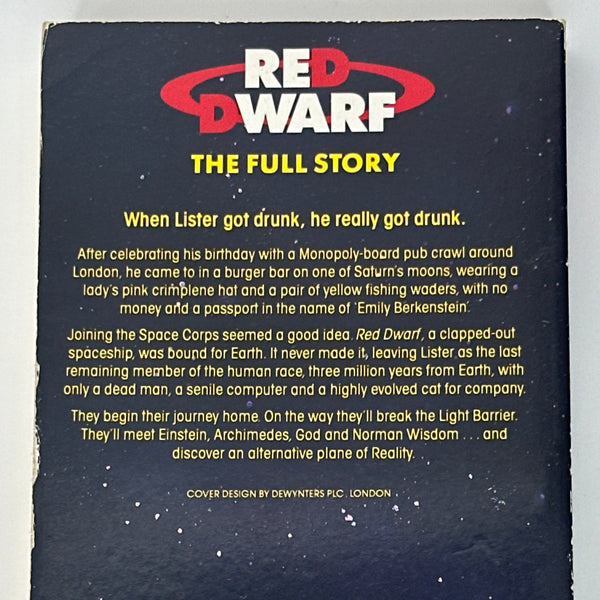 RED
DWARF
THE FULL STORY
When Lister got drunk, he really got drunk.
After celebrating his birthday with a Monopoly-board pub crawl around
London, he came to in a burger bar on one of Saturn's moons, wearing a
lady's pink crimplene hat and a pair of yellow fishing waders, with no
money and a passport in the name of 'Emily Berkenstein'.
Joining the Space Corps seemed a good idea. Red Dwarf, a clapped-out
spaceship, was bound for Earth. It never made it, leaving Lister as the last
remaining member of the human race, three million years from Earth, with
only a dead man, a senile computer and a highly evolved cat for company.
They begin their journey home. On the way they'll break the Light Barrier.
They'll meet Einstein, Archimedes, God and Norman Wisdom . . . and
discover an alternative plane of Reality.
COVER DESIGN BY DEWYNTERS PLC. LONDON